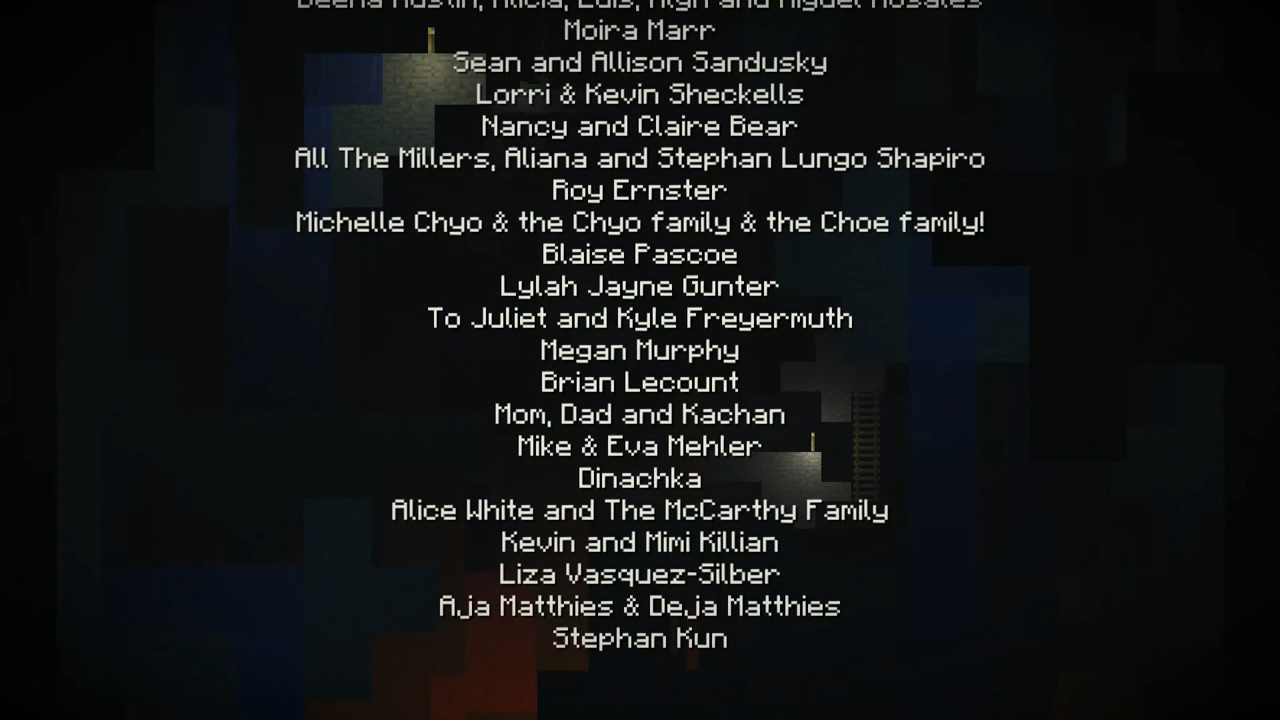 Moira Marr
Sean and Allison Sandusky
Lorri & Kevin Sheckells
Nancy and Claire Bear
All The Millers, Aliana and Stephan Lungo Shapiro
Roy Ernster
Michelle Chyo & the Chyo family & the Choe family!
Blaise Pascoe
Lylah Jayne Gunter
To Juliet and Kyle Freyermuth
Megan Murphy
Brian Lecount
Mom, Dad and Kachan
Mike & Eva Mehler
Dinachka
Alice White and The McCarthy Family
Kevin and Mimi Killian
Liza Vasquez-Silber
Aja Matthies & Deja Matthies
Stephan Kun